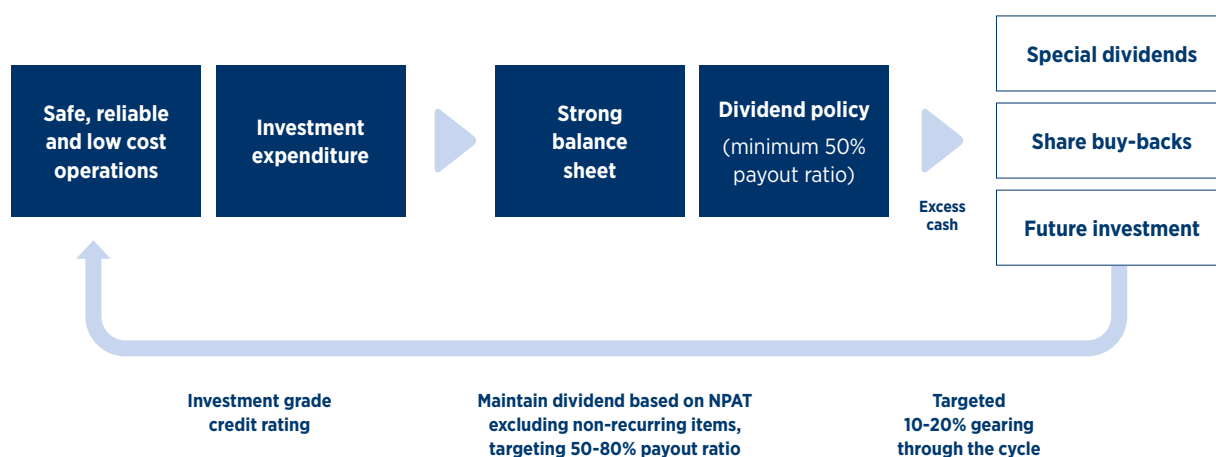 Safe, reliable
and low cost
operations
Investment
expenditure
Strong
balance
sheet
Dividend policy
(minimum 50%
payout ratio)
Excess
cash
Special dividends
Share buy-backs
Future investment
Investment grade
credit rating
Maintain dividend based on NPAT
excluding non-recurring items,
targeting 50-80% payout ratio
Targeted
10-20% gearing
through the cycle